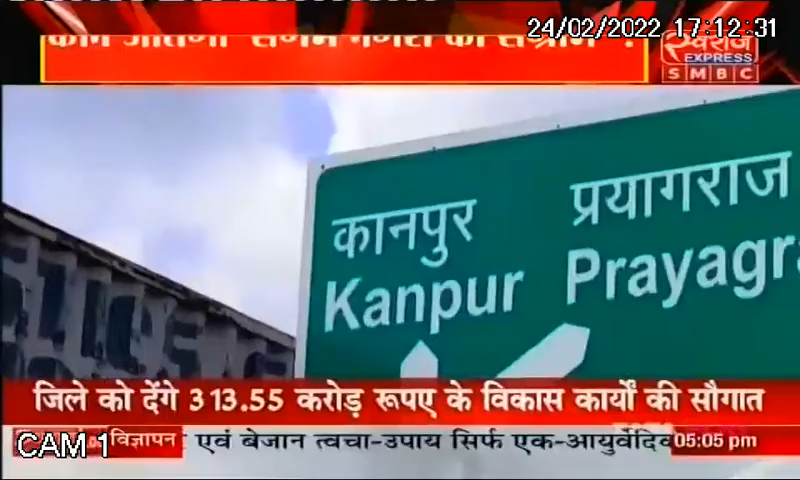 24/02/2022 17:12:31
स्वराज
EXPRESS
SMBC
कानपुर प्रयागराज
Kanpur Prayagra
जिले को देंगे 313.55 करोड़ रूपए के विकास कार्यों की सौगात
CAM 1 विज्ञापन एवं बेजान त्वचा-उपाय सिर्फ एक-आयुर्वेदिक 05:05 pm